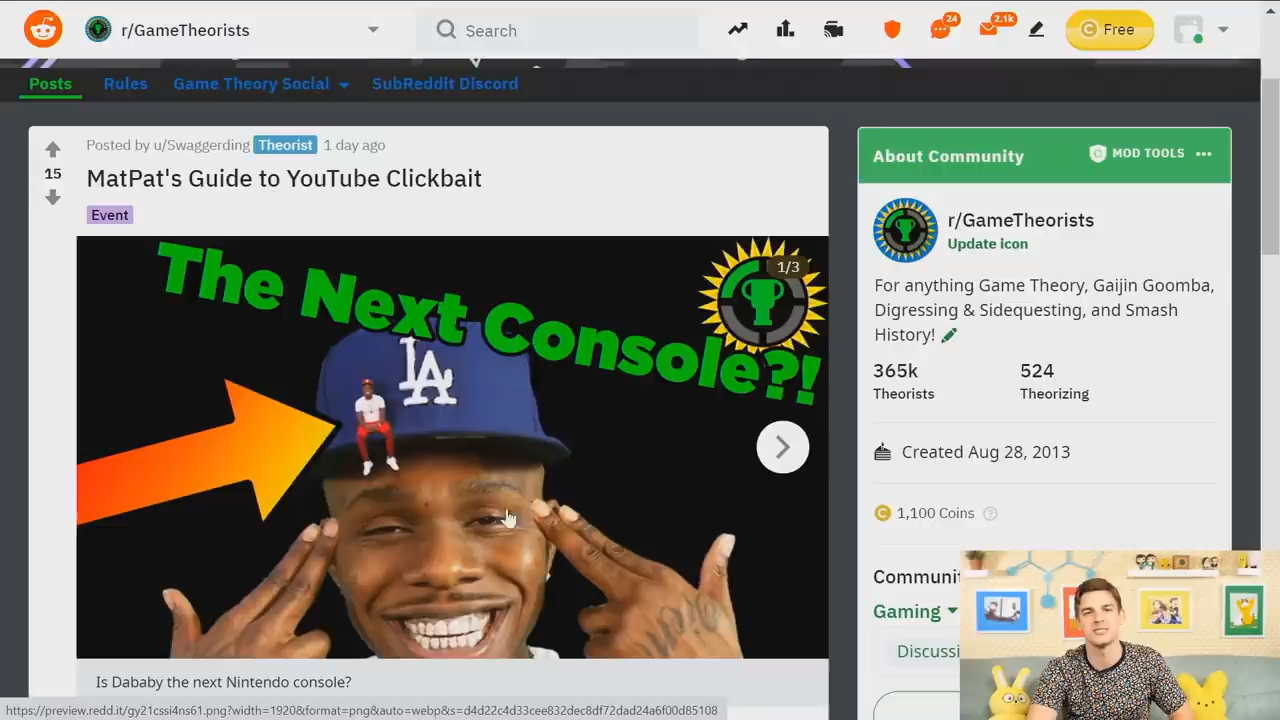 r/GameTheorists
Search
24
2.1k
Free
Posts
Rules
Game Theory Social
SubReddit Discord
Posted by u/Swaggerding Theorist 1 day ago
15
MatPat's Guide to YouTube Clickbait
Event
The Next Console?!
1/3
LA
Is Dababy the next Nintendo console?
About Community
MOD TOOLS
r/GameTheorists
Update icon
For anything Game Theory, Gaijin Goomba,
Digressing & Sidequesting, and Smash
History!
365k
524
Theorists
Theorizing
Created Aug 28, 2013
1,100 Coins
Communi
Gaming
Discussi
https://preview.redd.it/gy21cssi4ns61.png?width=1920&format=png&auto=webp&s=d4d22c4d33cee832dec8df72dad24a6f00d85108